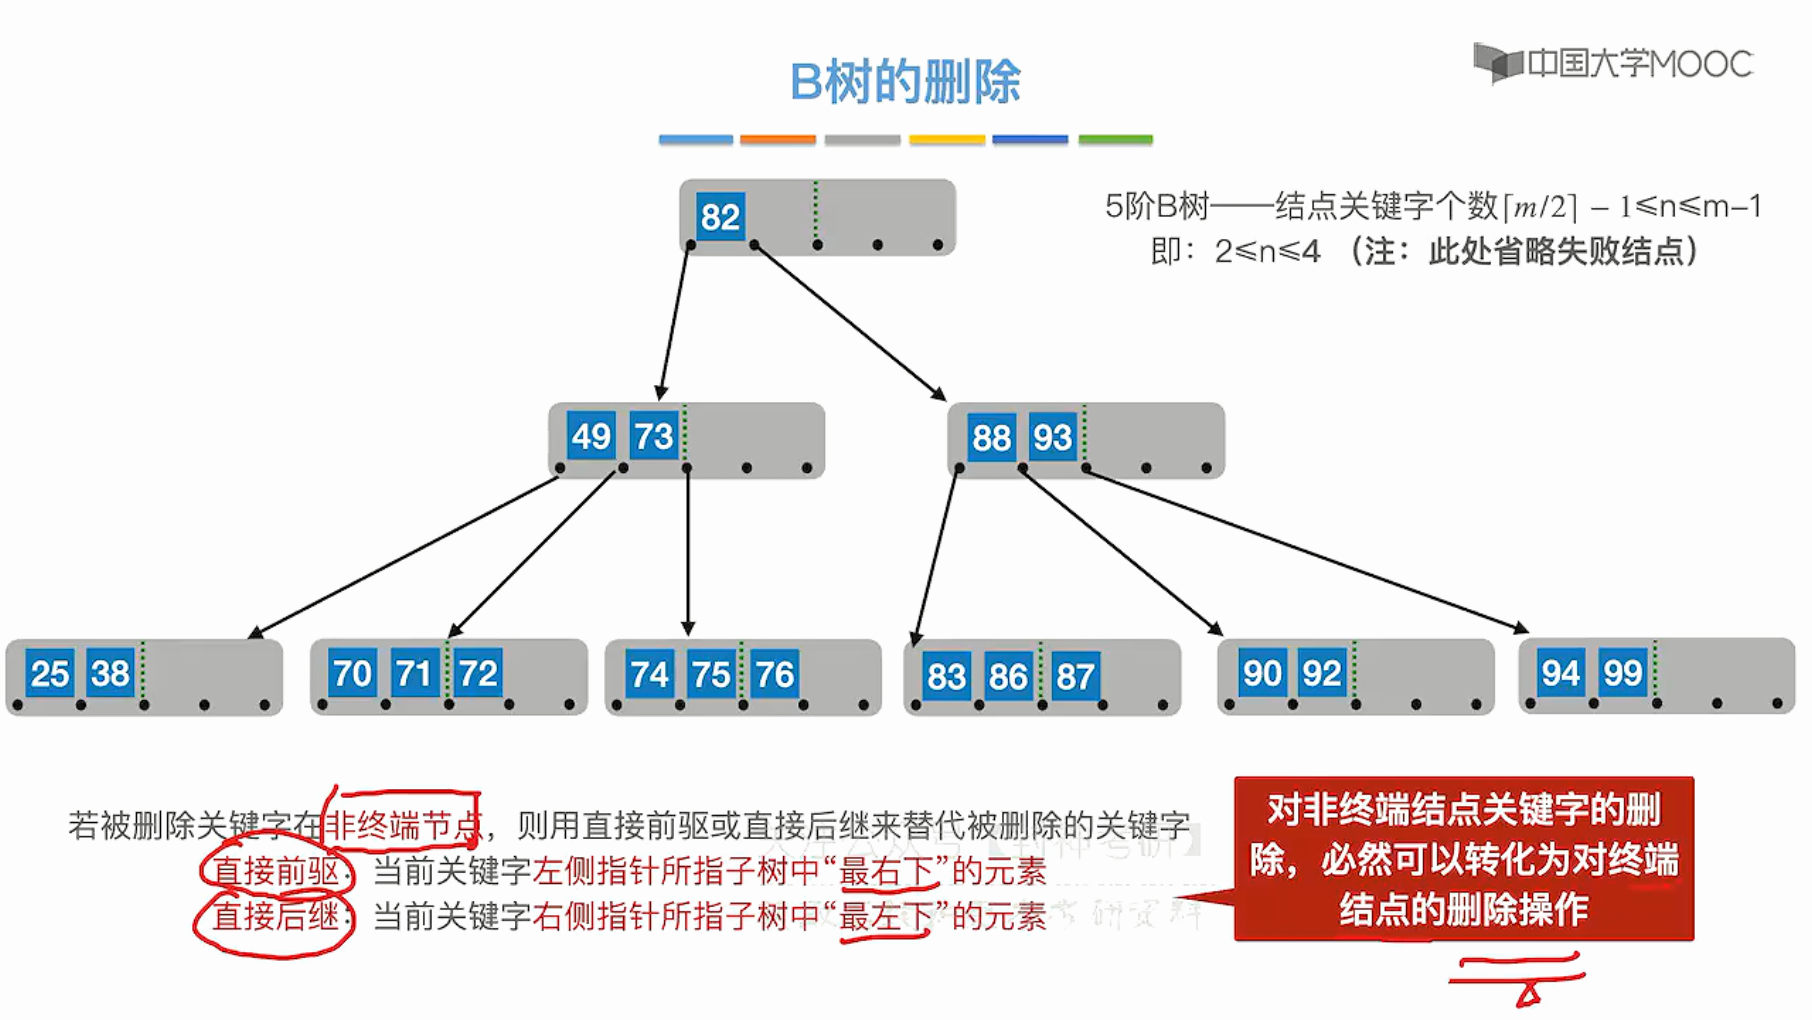 中国大学MOOC
B树的删除
5阶B树——结点关键字个数⌈m/2⌉ − 1≤n≤m–1
即：2≤n≤4 （注：此处省略失败结点）
82
49 73
88 93
25 38
70 71 72
74 75 76
83 86 87
90 92
94 99
若被删除关键字在非终端节点，则用直接前驱或直接后继来替代被删除的关键字
直接前驱：当前关键字左侧指针所指子树中“最右下”的元素
直接后继：当前关键字右侧指针所指子树中“最左下”的元素
对非终端结点关键字的删
除，必然可以转化为对终端
结点的删除操作